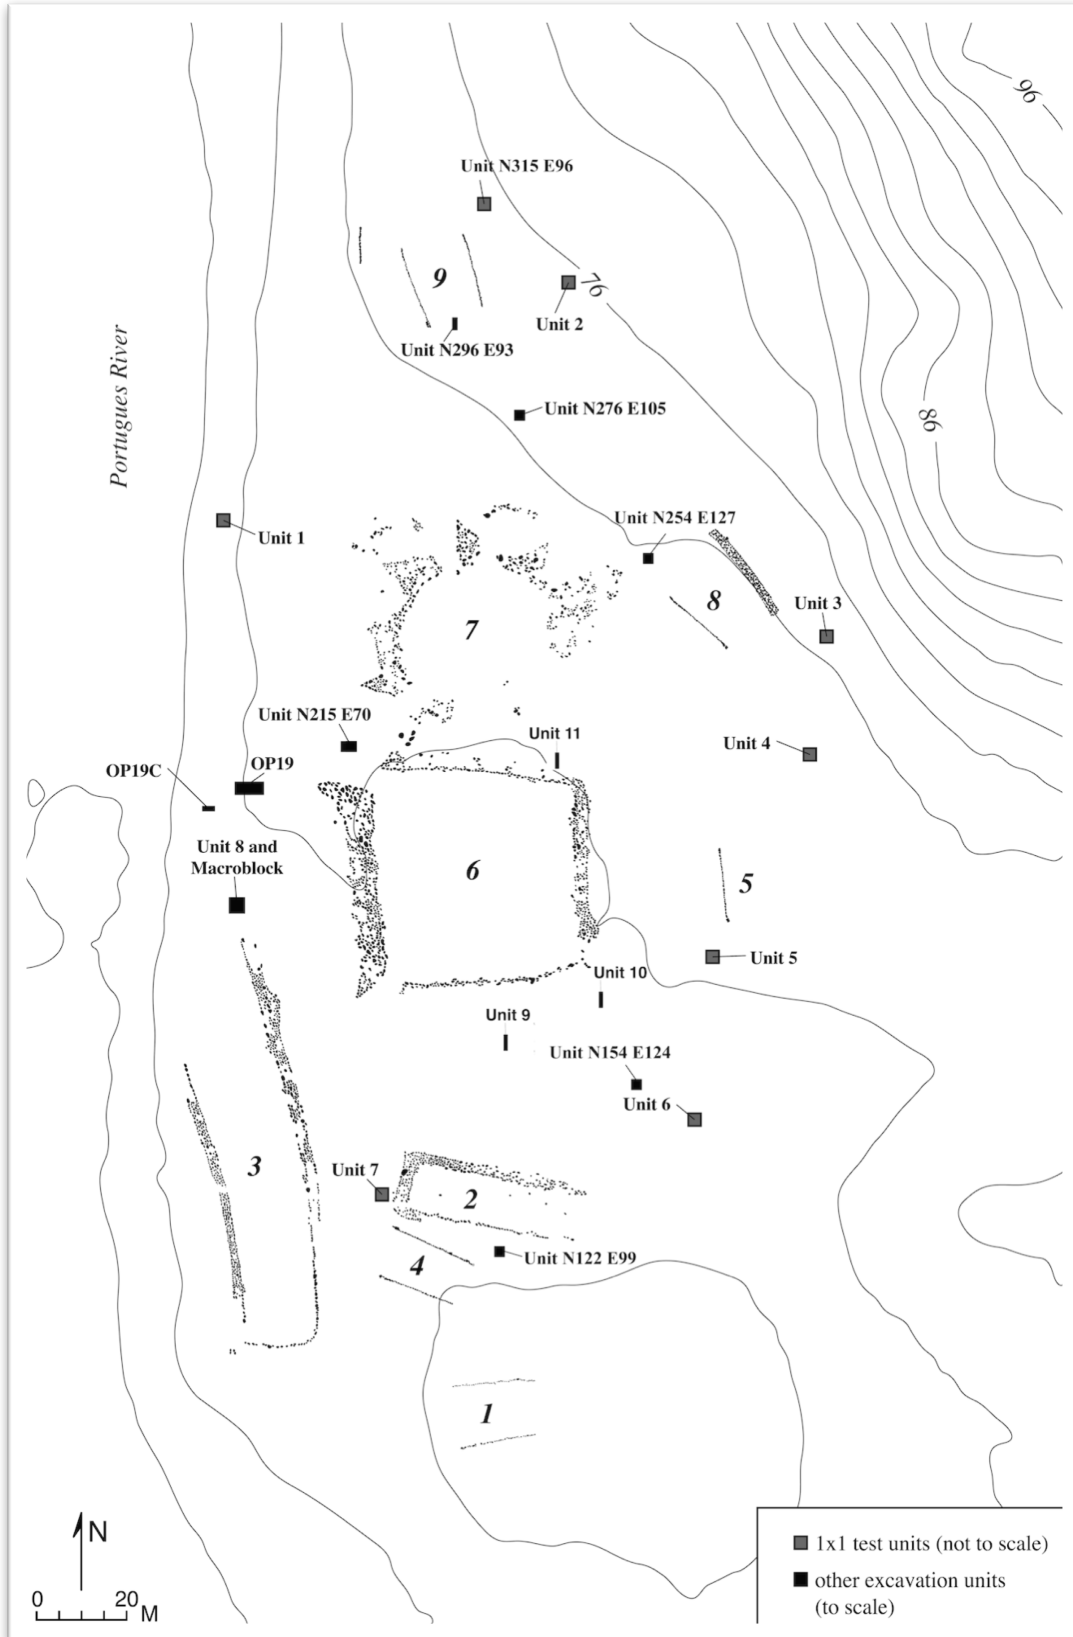 96
Unit N315 E96
9
76
Unit 2
Unit N296 E93
Portugues River
Unit N276 E105
86
Unit N254 E127
Unit 1
8
Unit 3
7
Unit N215 E70
Unit 11
Unit 4
OP19
OP19C
Unit 8 and
Macroblock
6
5
Unit 5
Unit 10
Unit 9
Unit N154 E124
Unit 6
3
Unit 7
2
Unit N122 E99
4
1
N
0 20 M
1x1 test units (not to scale)
other excavation units
(to scale)